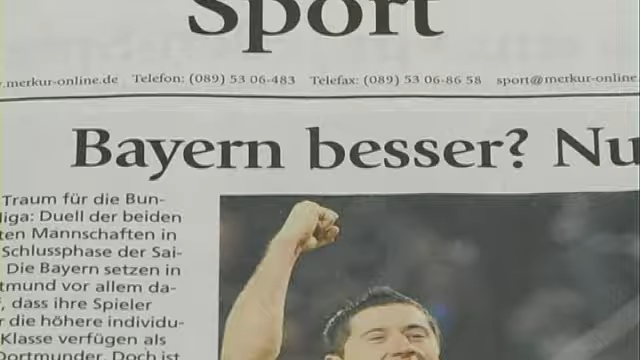 Sport
.merkur-online.de Telefon: (089) 53 06-483 Telefax: (089) 53 06-86 58 sport@merkur-online.
Bayern besser? Nu
Traum für die Bun-
liga: Duell der beiden
ten Mannschaften in
Schlussphase der Sai-
Die Bayern setzen in
tmund vor allem da-
, dass ihre Spieler
r die höhere individu-
Klasse verfügen als
Dortmunder. Doch ist